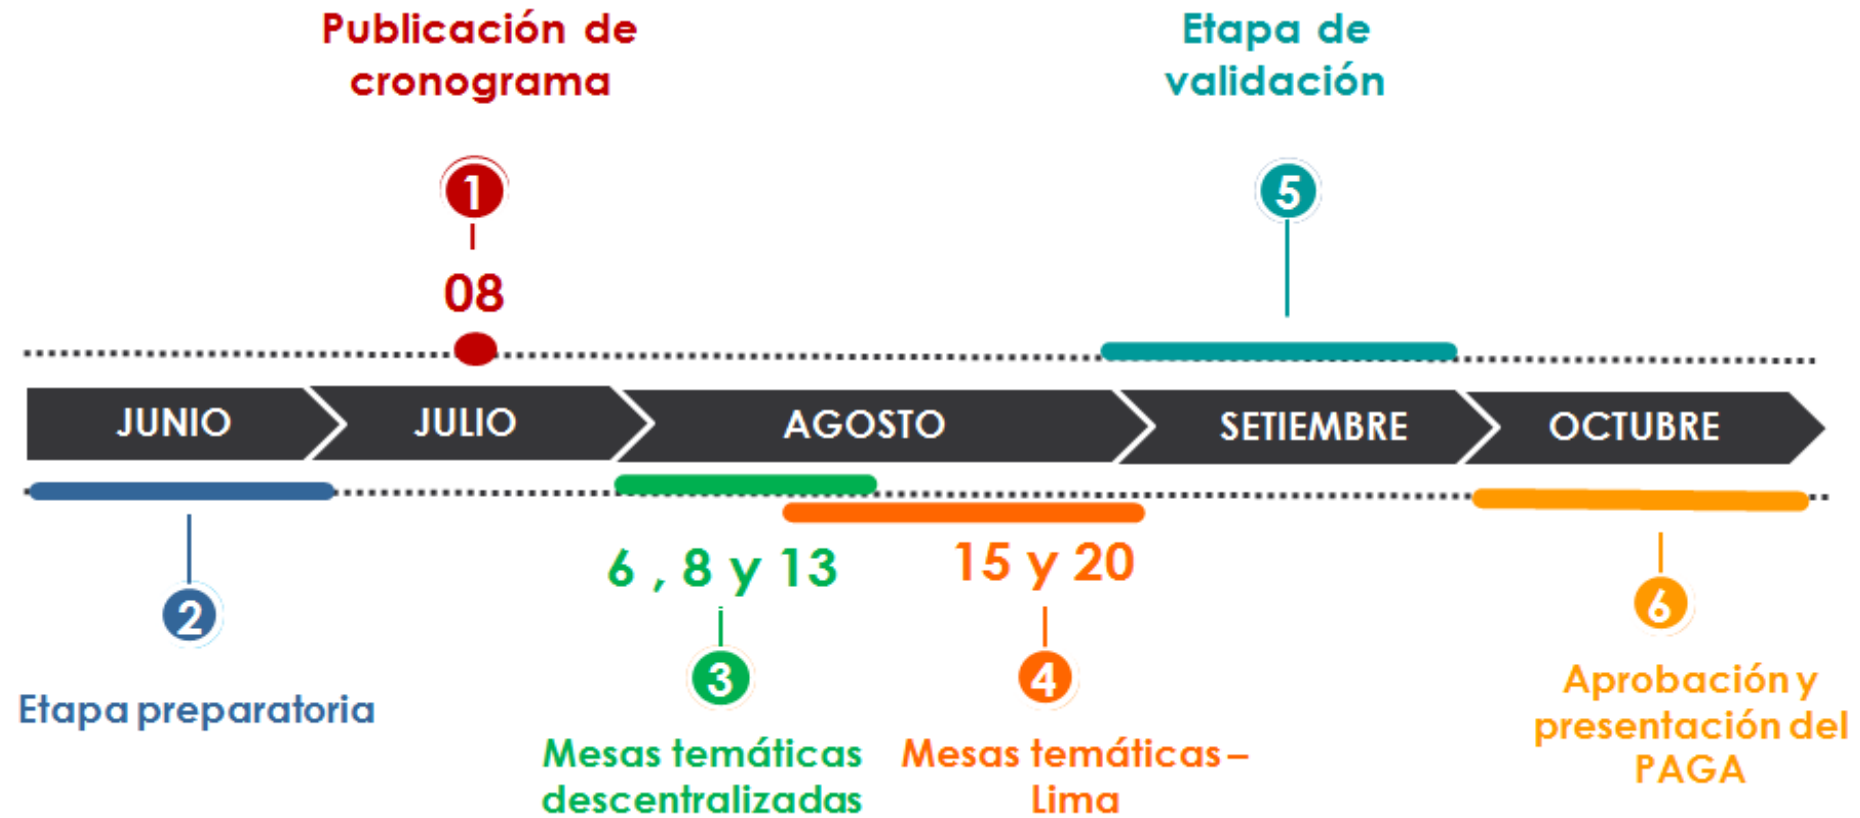 Publicación de
cronograma
1
08
Etapa de
validación
5
JUNIO
JULIO
AGOSTO
SETIEMBRE
OCTUBRE
2
Etapa preparatoria
6 , 8 y 13
3
Mesas temáticas
descentralizadas
15 y 20
4
Mesas temáticas –
Lima
6
Aprobación y
presentación del
PAGA